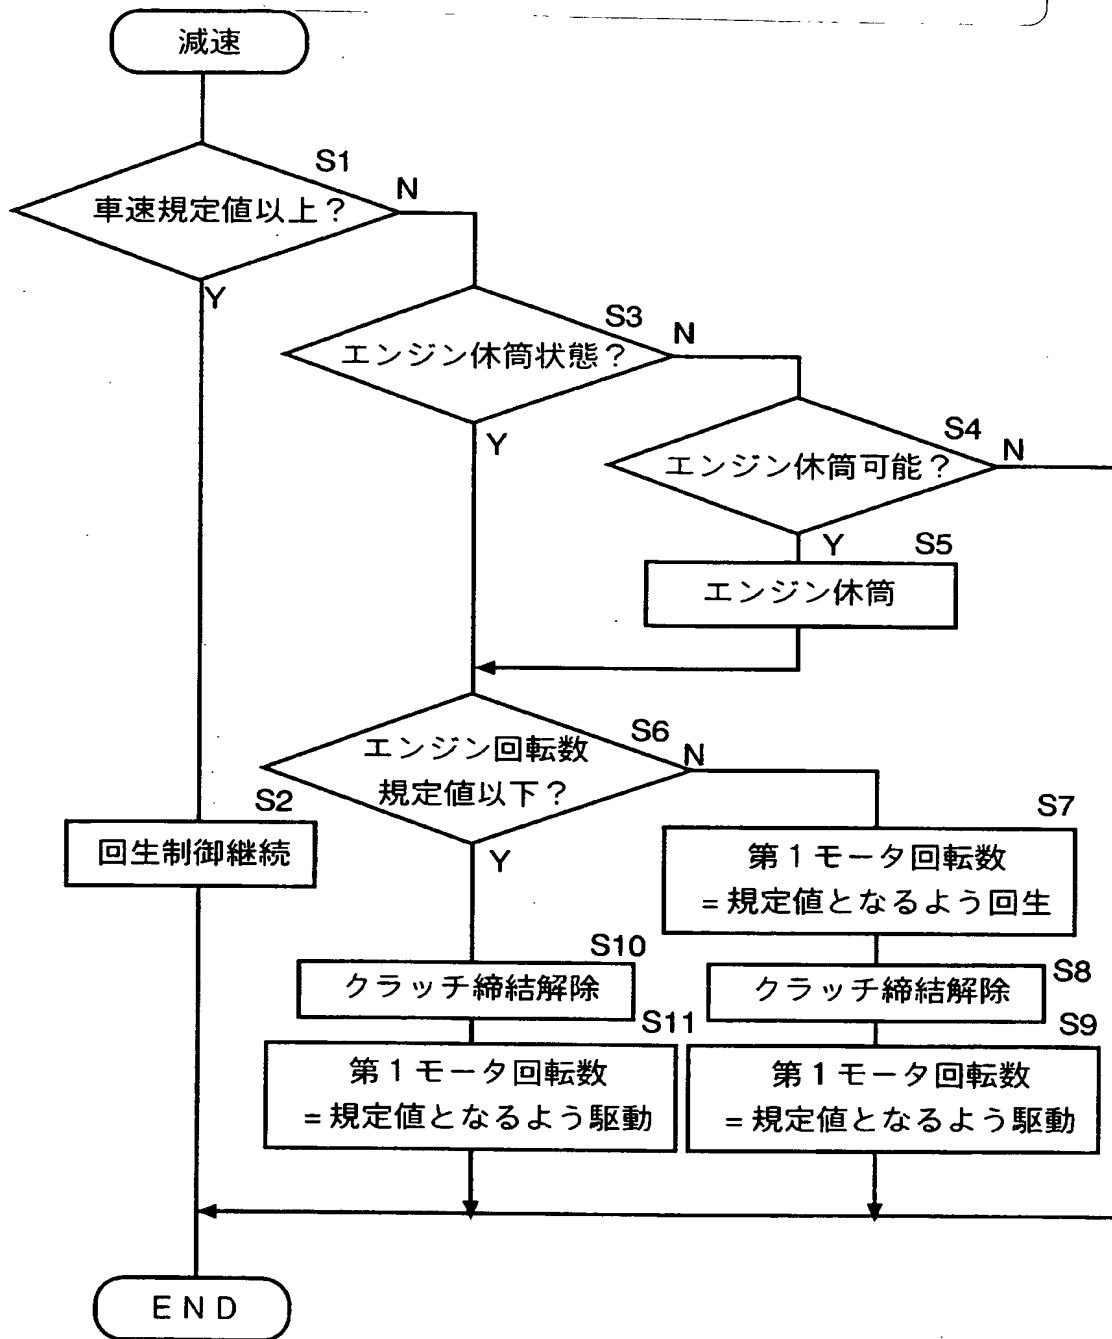 減速
S1
車速規定値以上？
N
Y
S3
エンジン休筒状態？
N
Y
S4
エンジン休筒可能？
N
Y
S5
エンジン休筒
S6
エンジン回転数
規定値以下？
N
Y
S2
回生制御継続
S7
第1モータ回転数
=規定値となるよう回生
S10
クラッチ締結解除
S8
クラッチ締結解除
S11
第1モータ回転数
=規定値となるよう駆動
S9
第1モータ回転数
=規定値となるよう駆動
END